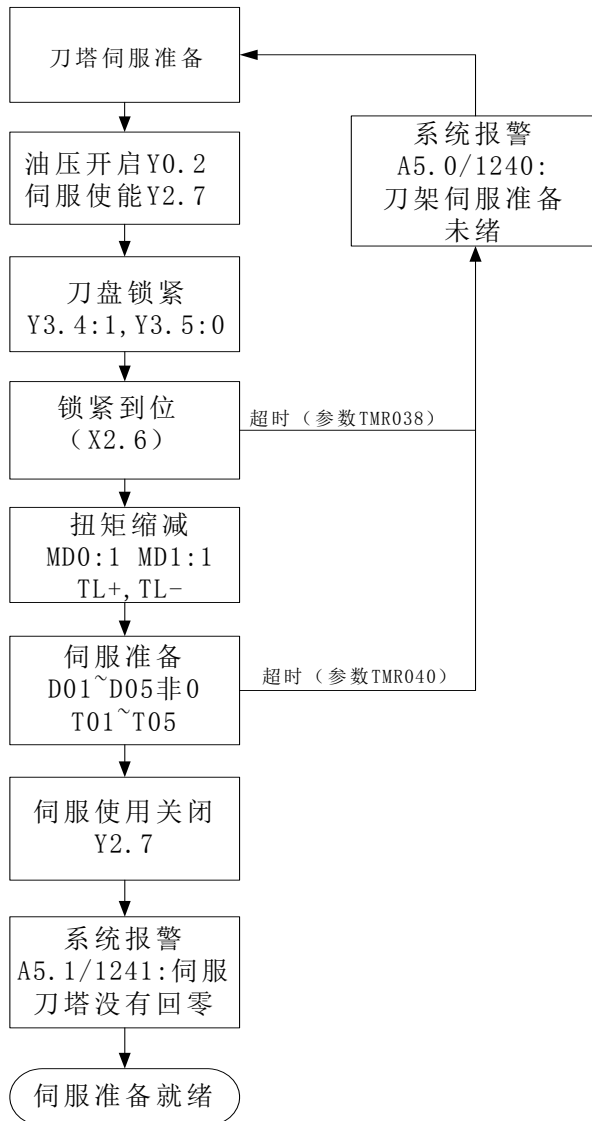 刀塔伺服准备
油压开启Y0.2
伺服使能Y2.7
刀盘锁紧
Y3.4:1,Y3.5:0
锁紧到位
（X2.6）
超时（参数TMR038）
扭矩缩减
MD0:1 MD1:1
TL+,TL-
伺服准备
D01~D05非0
T01~T05
超时（参数TMR040）
伺服使用关闭
Y2.7
系统报警
A5.1/1241:伺服
刀塔没有回零
伺服准备就绪
系统报警
A5.0/1240:
刀架伺服准备
未绪